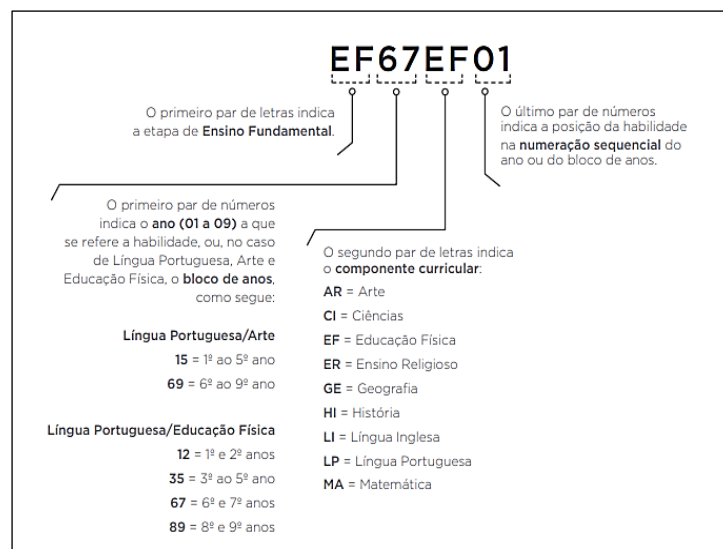 EF67EF01
O primeiro par de letras indica
a etapa de Ensino Fundamental.
O último par de números
indica a posição da habilidade
na numeração sequencial do
ano ou do bloco de anos.
O primeiro par de números
indica o ano (01 a 09) a que
se refere a habilidade, ou, no caso
de Língua Portuguesa, Arte e
Educação Física, o bloco de anos,
como segue:
Língua Portuguesa/Arte
15 = 1º ao 5º ano
69 = 6º ao 9º ano
Língua Portuguesa/Educação Física
12 = 1º e 2º anos
35 = 3º ao 5º ano
67 = 6º e 7º anos
89 = 8º e 9º anos
O segundo par de letras indica
o componente curricular:
AR = Arte
CI = Ciências
EF = Educação Física
ER = Ensino Religioso
GE = Geografia
HI = História
LI = Língua Inglesa
LP = Língua Portuguesa
MA = Matemática